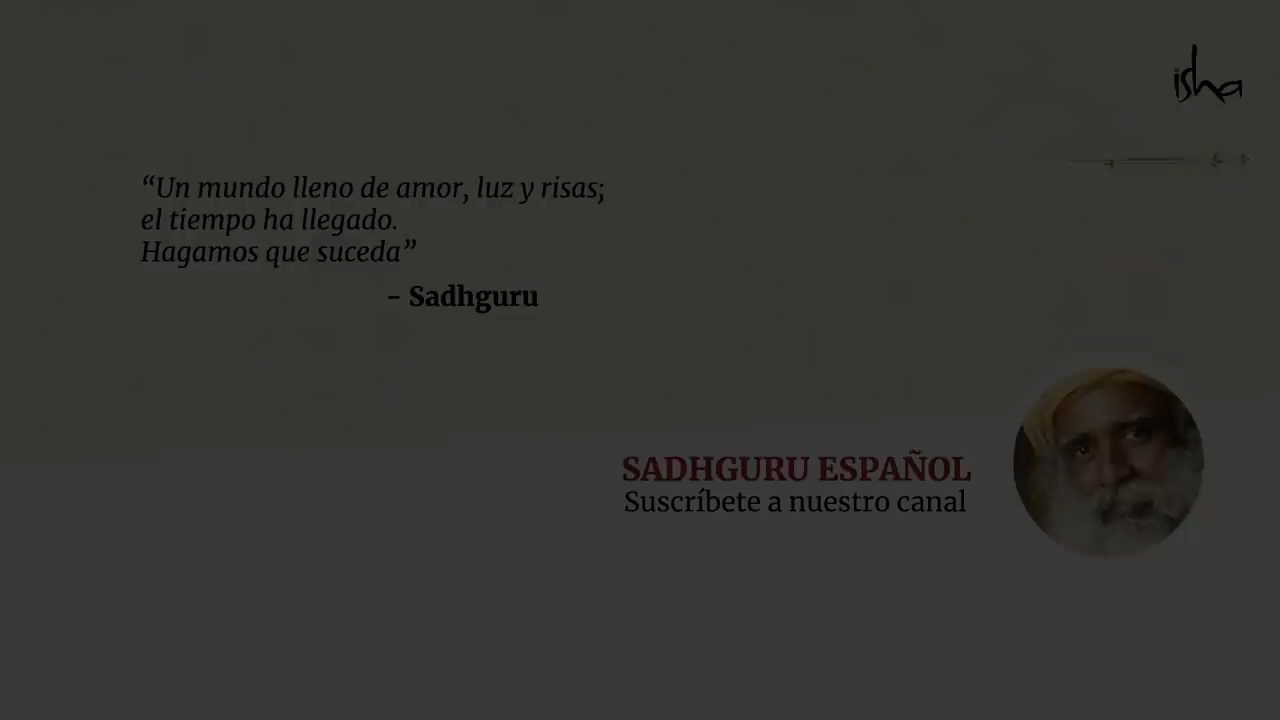 isha
“Un mundo lleno de amor, luz y risas;
el tiempo ha llegado.
Hagamos que suceda”
- Sadhguru
SADHGURU ESPAÑOL
Suscríbete a nuestro canal